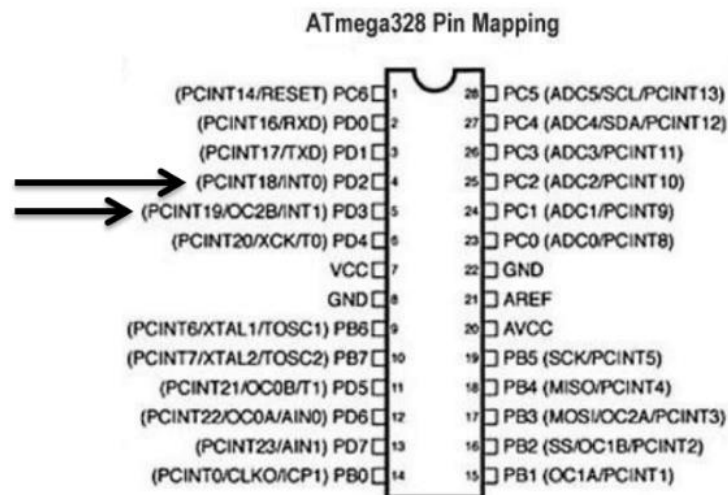 ATmega328 Pin Mapping
(PCINT14/RESET) PC6 1 28 PC5 (ADC5/SCL/PCINT13)
(PCINT16/RXD) PD0 2 27 PC4 (ADC4/SDA/PCINT12)
(PCINT17/TXD) PD1 3 26 PC3 (ADC3/PCINT11)
(PCINT18/INT0) PD2 4 25 PC2 (ADC2/PCINT10)
(PCINT19/OC2B/INT1) PD3 5 24 PC1 (ADC1/PCINT9)
(PCINT20/XCK/T0) PD4 6 23 PC0 (ADC0/PCINT8)
VCC 7 22 GND
GND 8 21 AREF
(PCINT6/XTAL1/TOSC1) PB6 9 20 AVCC
(PCINT7/XTAL2/TOSC2) PB7 10 19 PB5 (SCK/PCINT5)
(PCINT21/OC0B/T1) PD5 11 18 PB4 (MISO/PCINT4)
(PCINT22/OC0A/AIN0) PD6 12 17 PB3 (MOSI/OC2A/PCINT3)
(PCINT23/AIN1) PD7 13 16 PB2 (SS/OC1B/PCINT2)
(PCINT0/CLKO/ICP1) PB0 14 15 PB1 (OC1A/PCINT1)